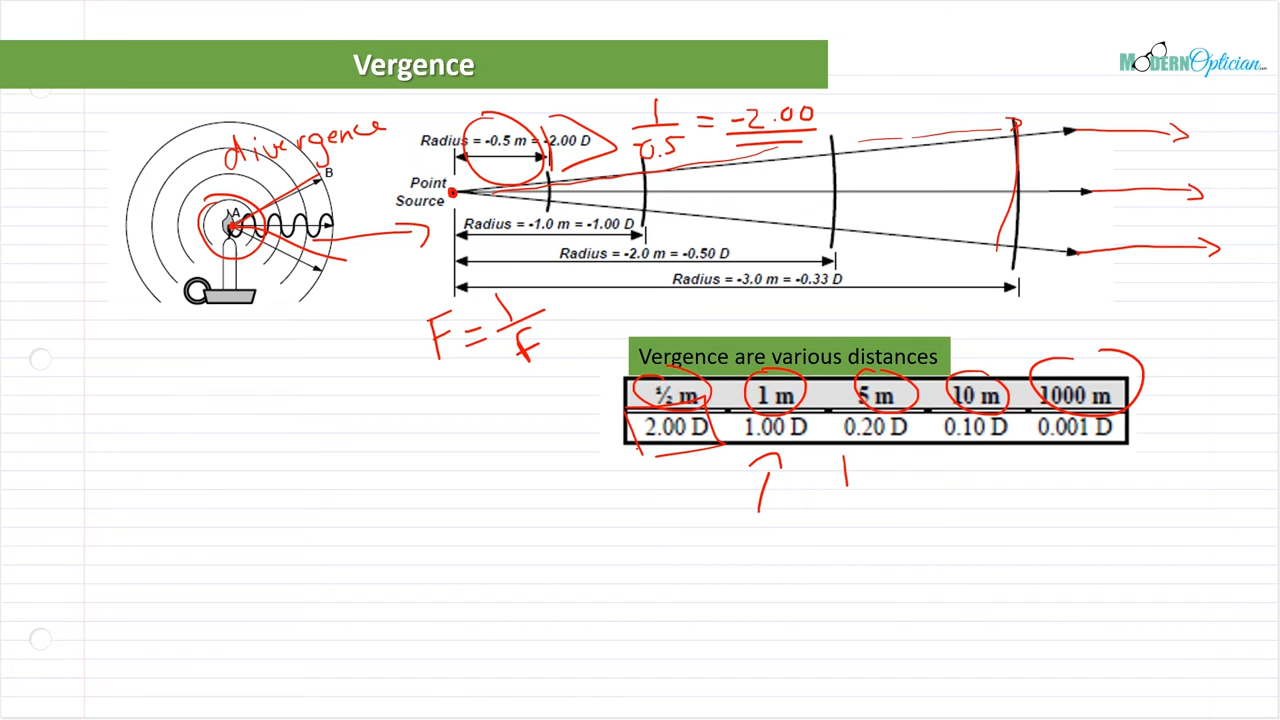 Vergence
MODERNOptician.com
divergence
B
A
Radius = -0.5 m = -2.00 D
1/-0.5 = -2.00
Point
Source
Radius = -1.0 m = -1.00 D
Radius = -2.0 m = -0.50 D
Radius = -3.0 m = -0.33 D
F = 1/f
Vergence are various distances
½ m 1 m 5 m 10 m 1000 m
2.00 D 1.00 D 0.20 D 0.10 D 0.001 D